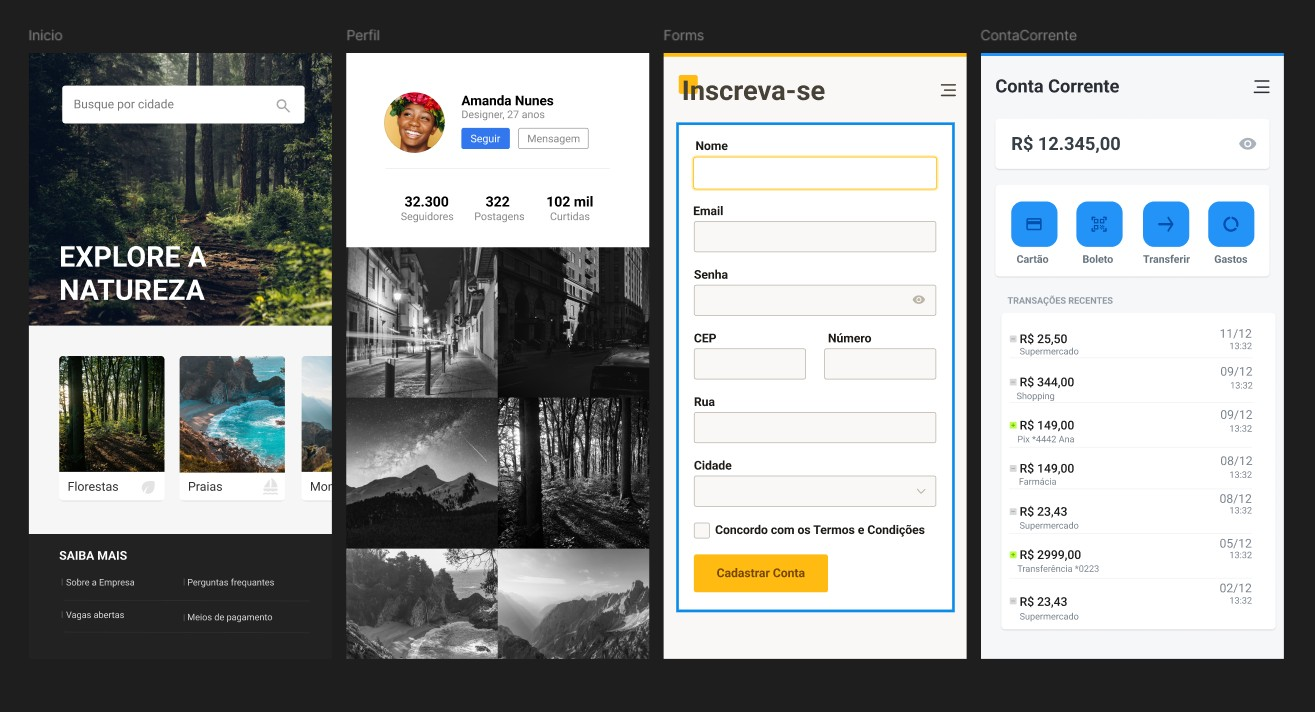 Inicio
Busque por cidade
EXPLORE A
NATUREZA
Florestas
Praias
Mor
SAIBA MAIS
Sobre a Empresa
Perguntas frequentes
Vagas abertas
Meios de pagamento
Perfil
Amanda Nunes
Designer, 27 anos
Seguir
Mensagem
32.300
322
102 mil
Seguidores
Postagens
Curtidas
Forms
Inscreva-se
Nome
Email
Senha
CEP
Número
Rua
Cidade
Concordo com os Termos e Condições
Cadastrar Conta
ContaCorrente
Conta Corrente
R$ 12.345,00
Cartão
Boleto
Transferir
Gastos
TRANSAÇÕES RECENTES
R$ 25,50
11/12
Supermercado
13:32
R$ 344,00
09/12
Shopping
13:32
R$ 149,00
09/12
Pix *4442 Ana
13:32
R$ 149,00
08/12
Farmácia
13:32
R$ 23,43
08/12
Supermercado
13:32
R$ 2999,00
05/12
Transferência *0223
13:32
R$ 23,43
02/12
Supermercado
13:32